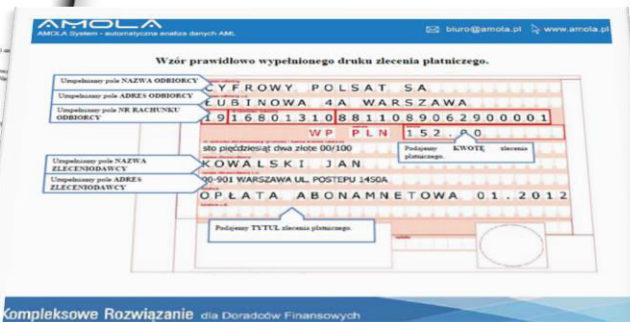 AMOLA
AMOLA System - automatyczna analiza danych AML
biuro@amola.pl www.amola.pl
Wzór prawidłowo wypełnionego druku zlecenia płatniczego.
Uzupełniamy pole NAZWA ODBIORCY
CYFROWY POLSAT SA
Uzupełniamy pole ADRES ODBIORCY
ŁUBINOWA 4A WARSZAWA
Uzupełniamy pole NR RACHUNKU ODBIORCY
19168013108811089062900001
WP PLN 152.00
sto pięćdziesiąt dwa złote 00/100
Podajemy KWOTĘ zlecenia płatniczego.
Uzupełniamy pole NAZWA ZLECENIODAWCY
KOWALSKI JAN
Uzupełniamy pole ADRES ZLECENIODAWCY
00-901 WARSZAWA UL. POSTEPU 1450A
OPŁATA ABONAMNETOWA 01.2012
Podajemy TYTUŁ zlecenia płatniczego.
Kompleksowe Rozwiązanie dla Doradców Finansowych